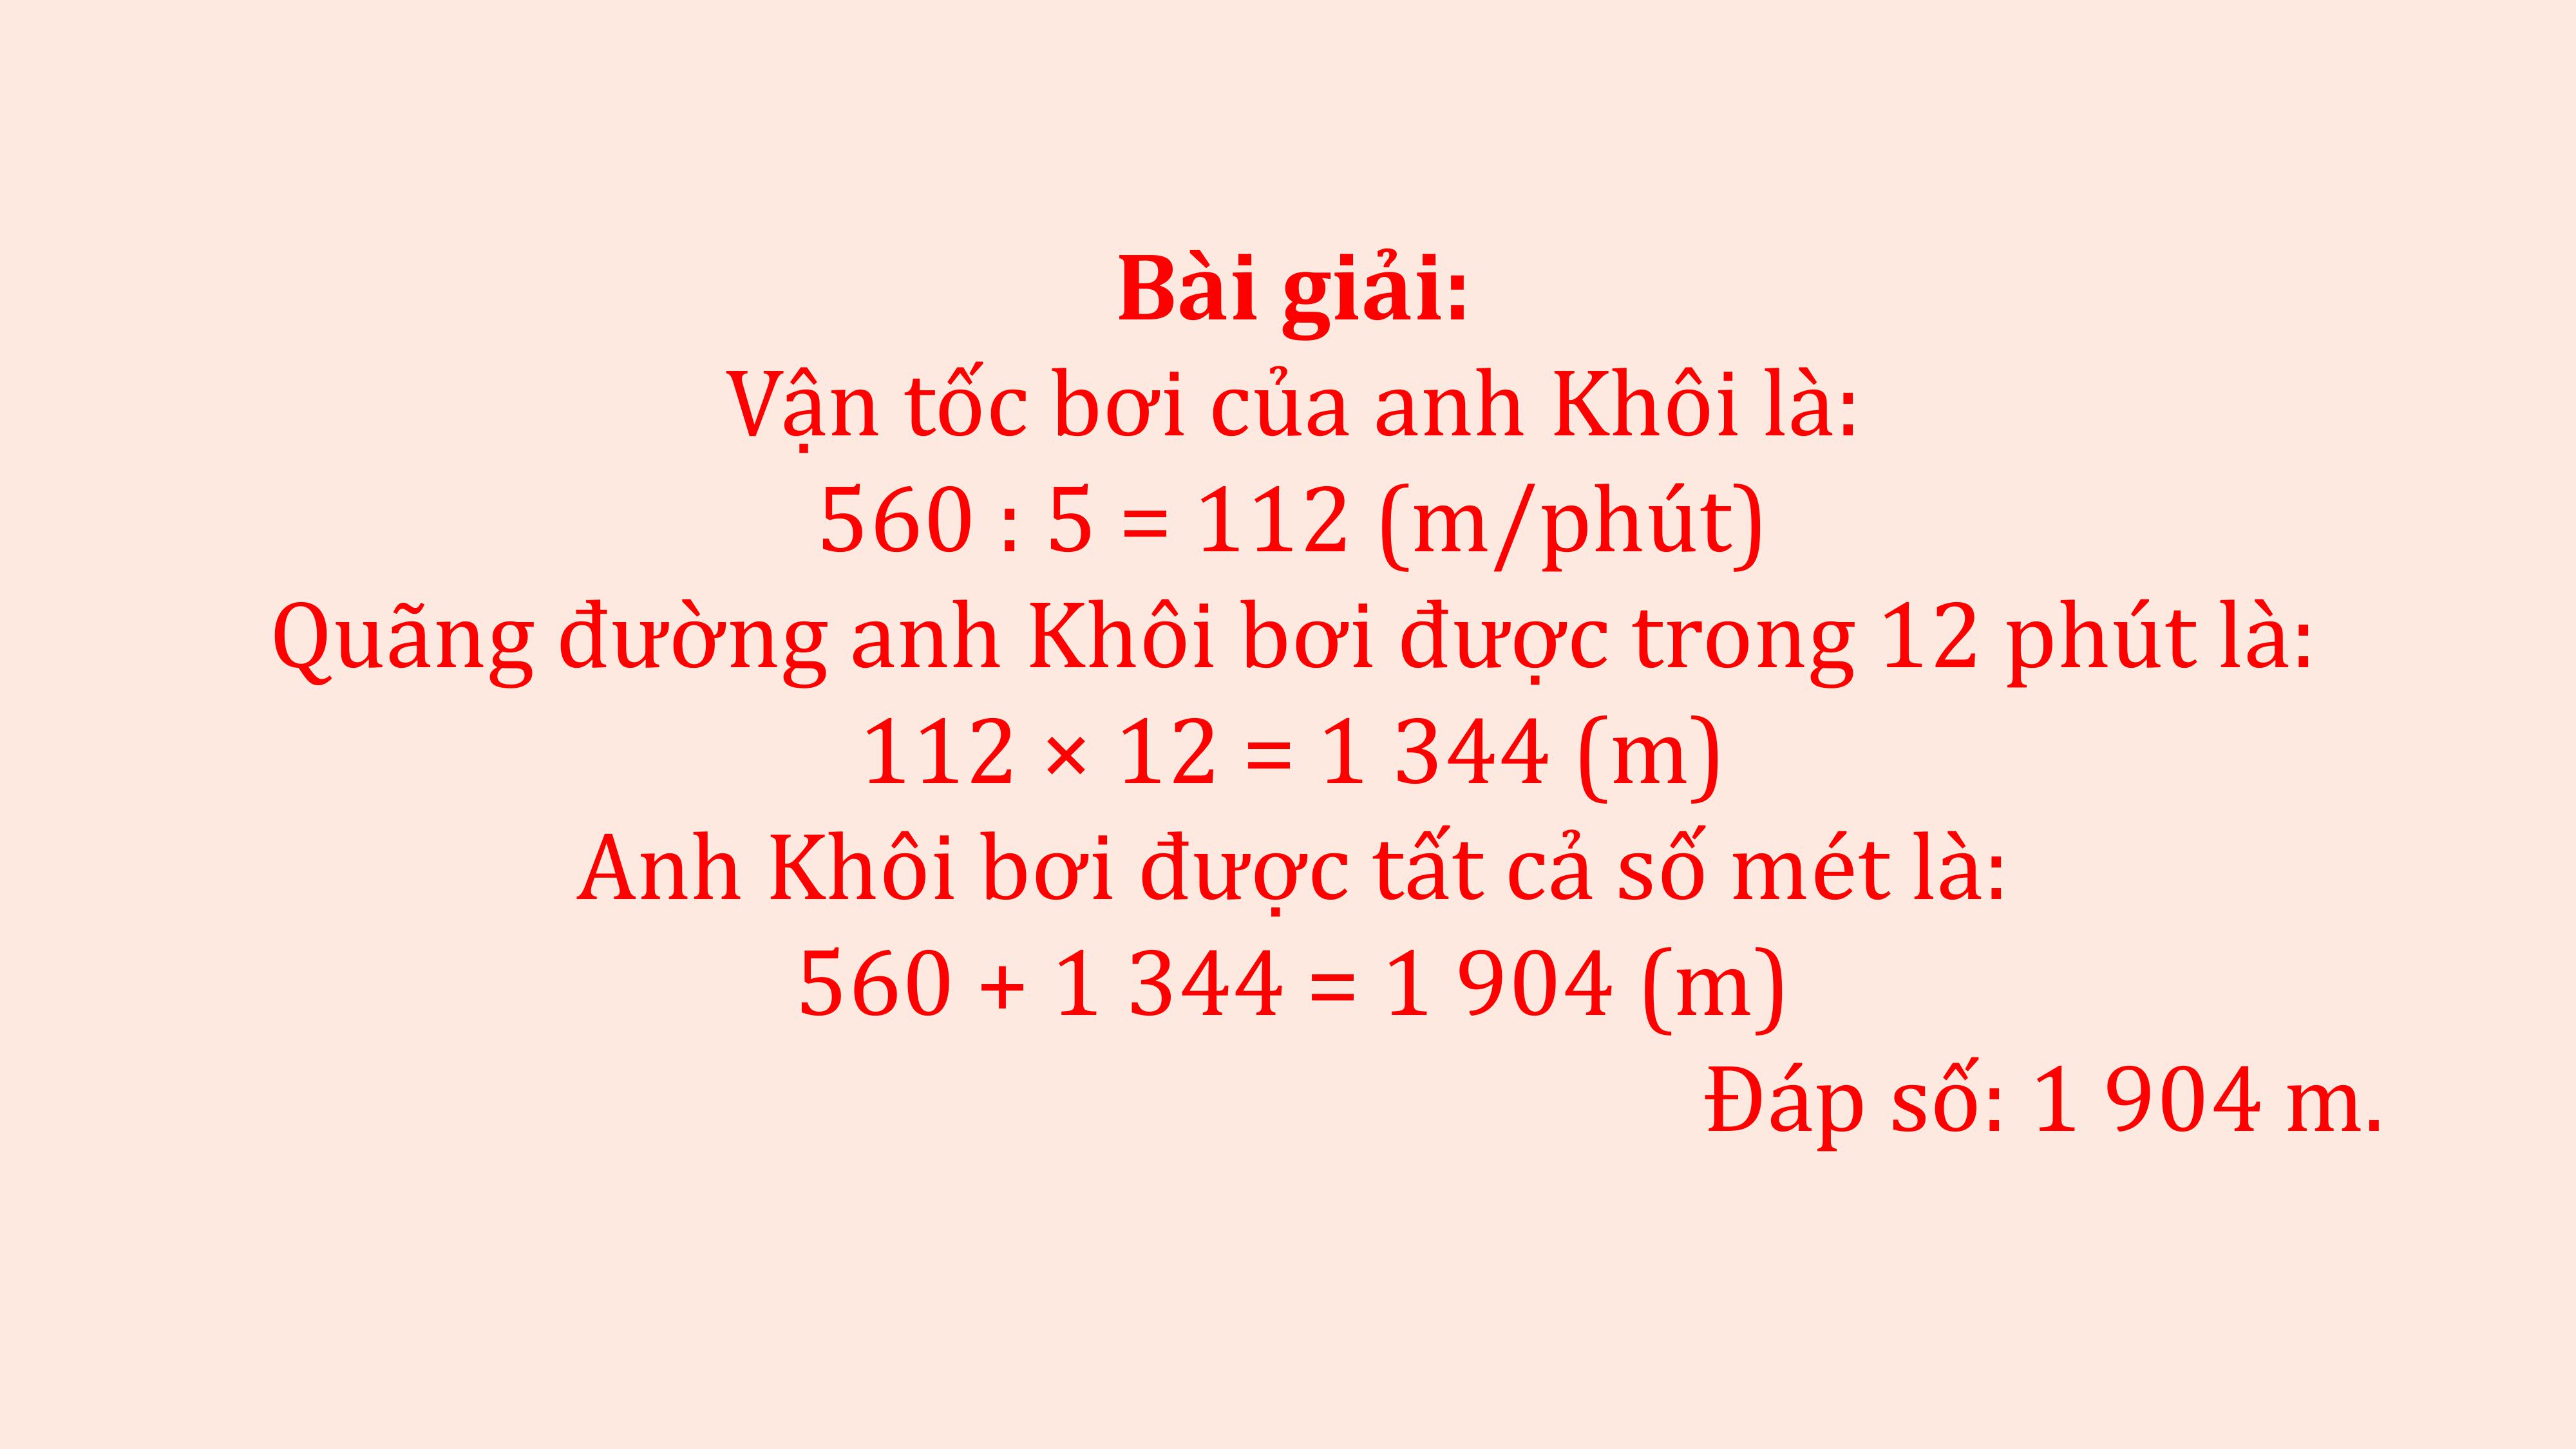 Bài giải:
Vận tốc bơi của anh Khôi là:
560 : 5 = 112 (m/phút)
Quãng đường anh Khôi bơi được trong 12 phút là:
112 × 12 = 1 344 (m)
Anh Khôi bơi được tất cả số mét là:
560 + 1 344 = 1 904 (m)
Đáp số: 1 904 m.